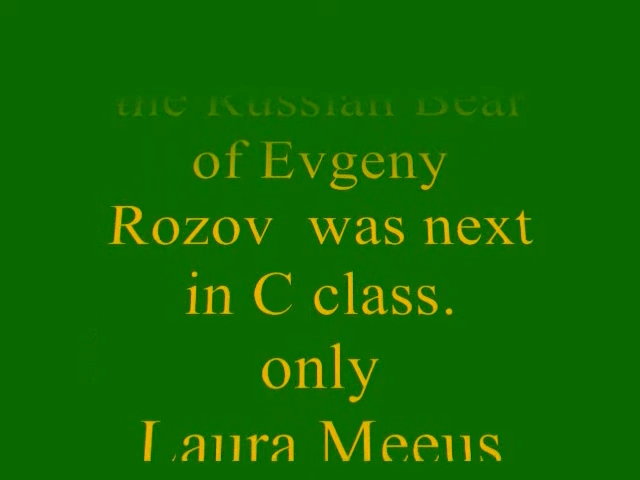 the Russian Bear
of Evgeny
Rozov was next
in C class.
only
Laura Meeus